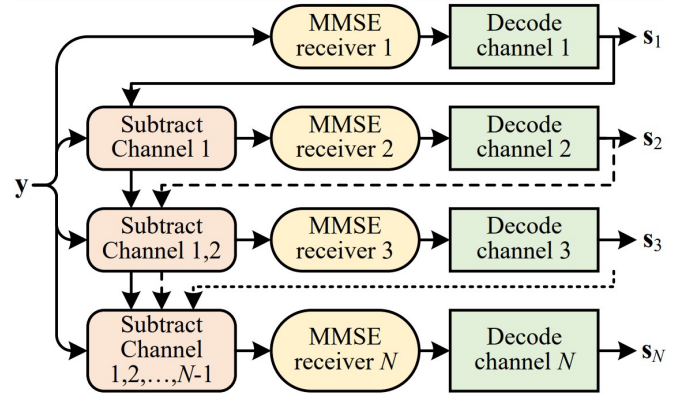 MMSE
receiver 1
Decode
channel 1
s1
Subtract
Channel 1
MMSE
receiver 2
Decode
channel 2
s2
y
Subtract
Channel 1,2
MMSE
receiver 3
Decode
channel 3
s3
Subtract
Channel
1,2,...,N-1
MMSE
receiver N
Decode
channel N
sN